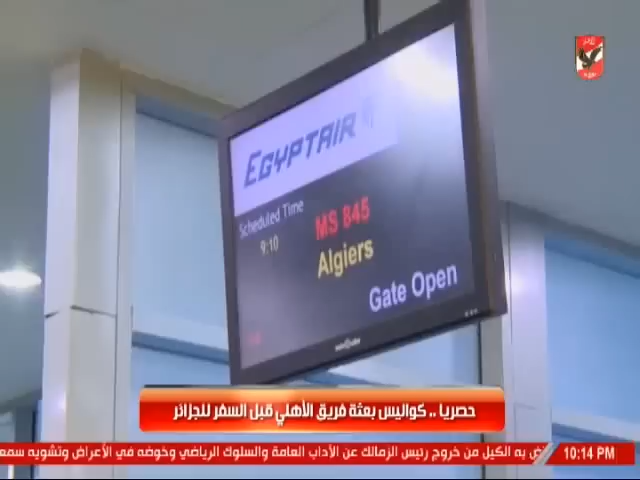 EGYPTAIR
Scheduled Time
9:10
MS 845
Algiers
Gate Open
حصريا .. كواليس بعثة فريق الأهلي قبل السفر للجزائر
به الكيل من خروج رئيس الزمالك عن الآداب العامة والسلوك الرياضي وخوضه في الأعراض وتشويه سمع
10:14 PM